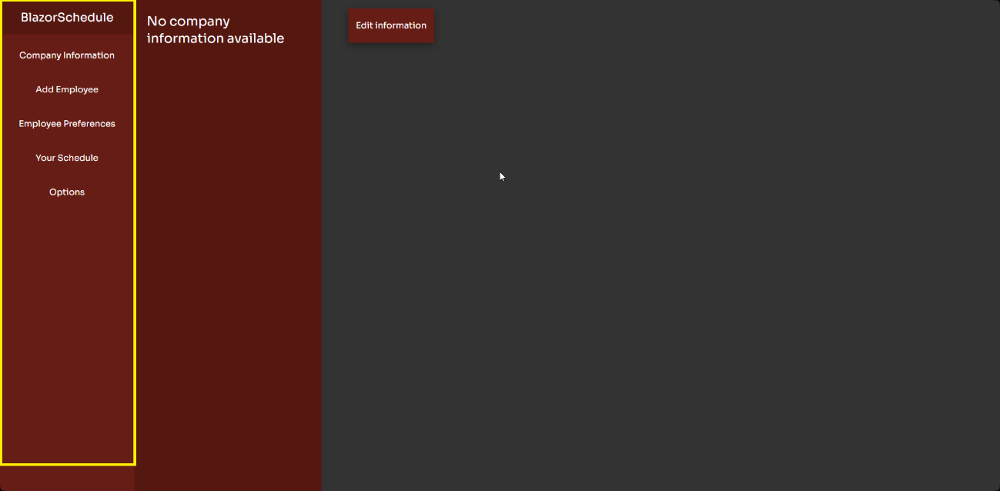 BlazorSchedule
Company Information
Add Employee
Employee Preferences
Your Schedule
Options
No company
information available
Edit information